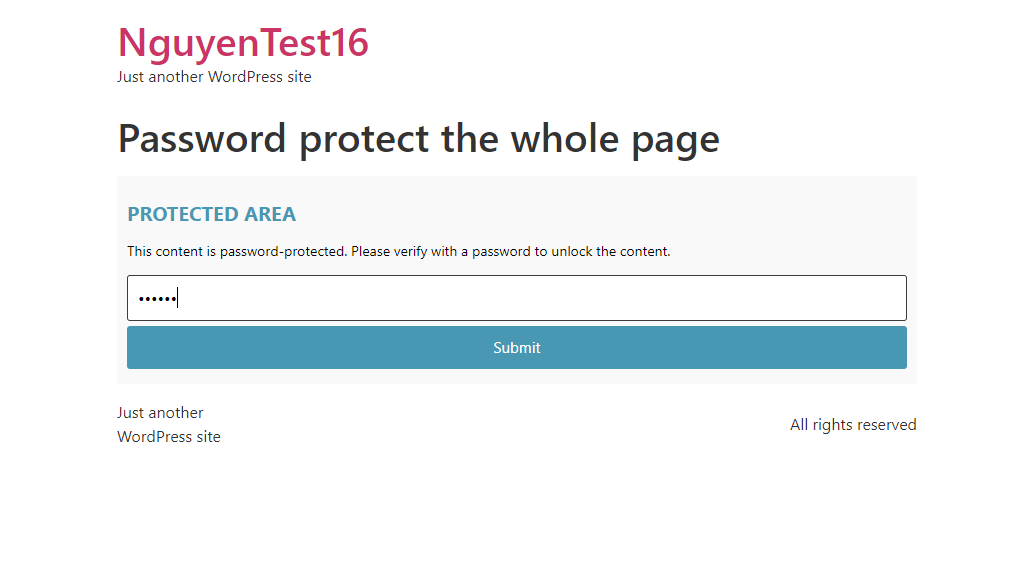 NguyenTest16
Just another WordPress site
Password protect the whole page
PROTECTED AREA
This content is password-protected. Please verify with a password to unlock the content.
••••••
Submit
Just another
WordPress site
All rights reserved